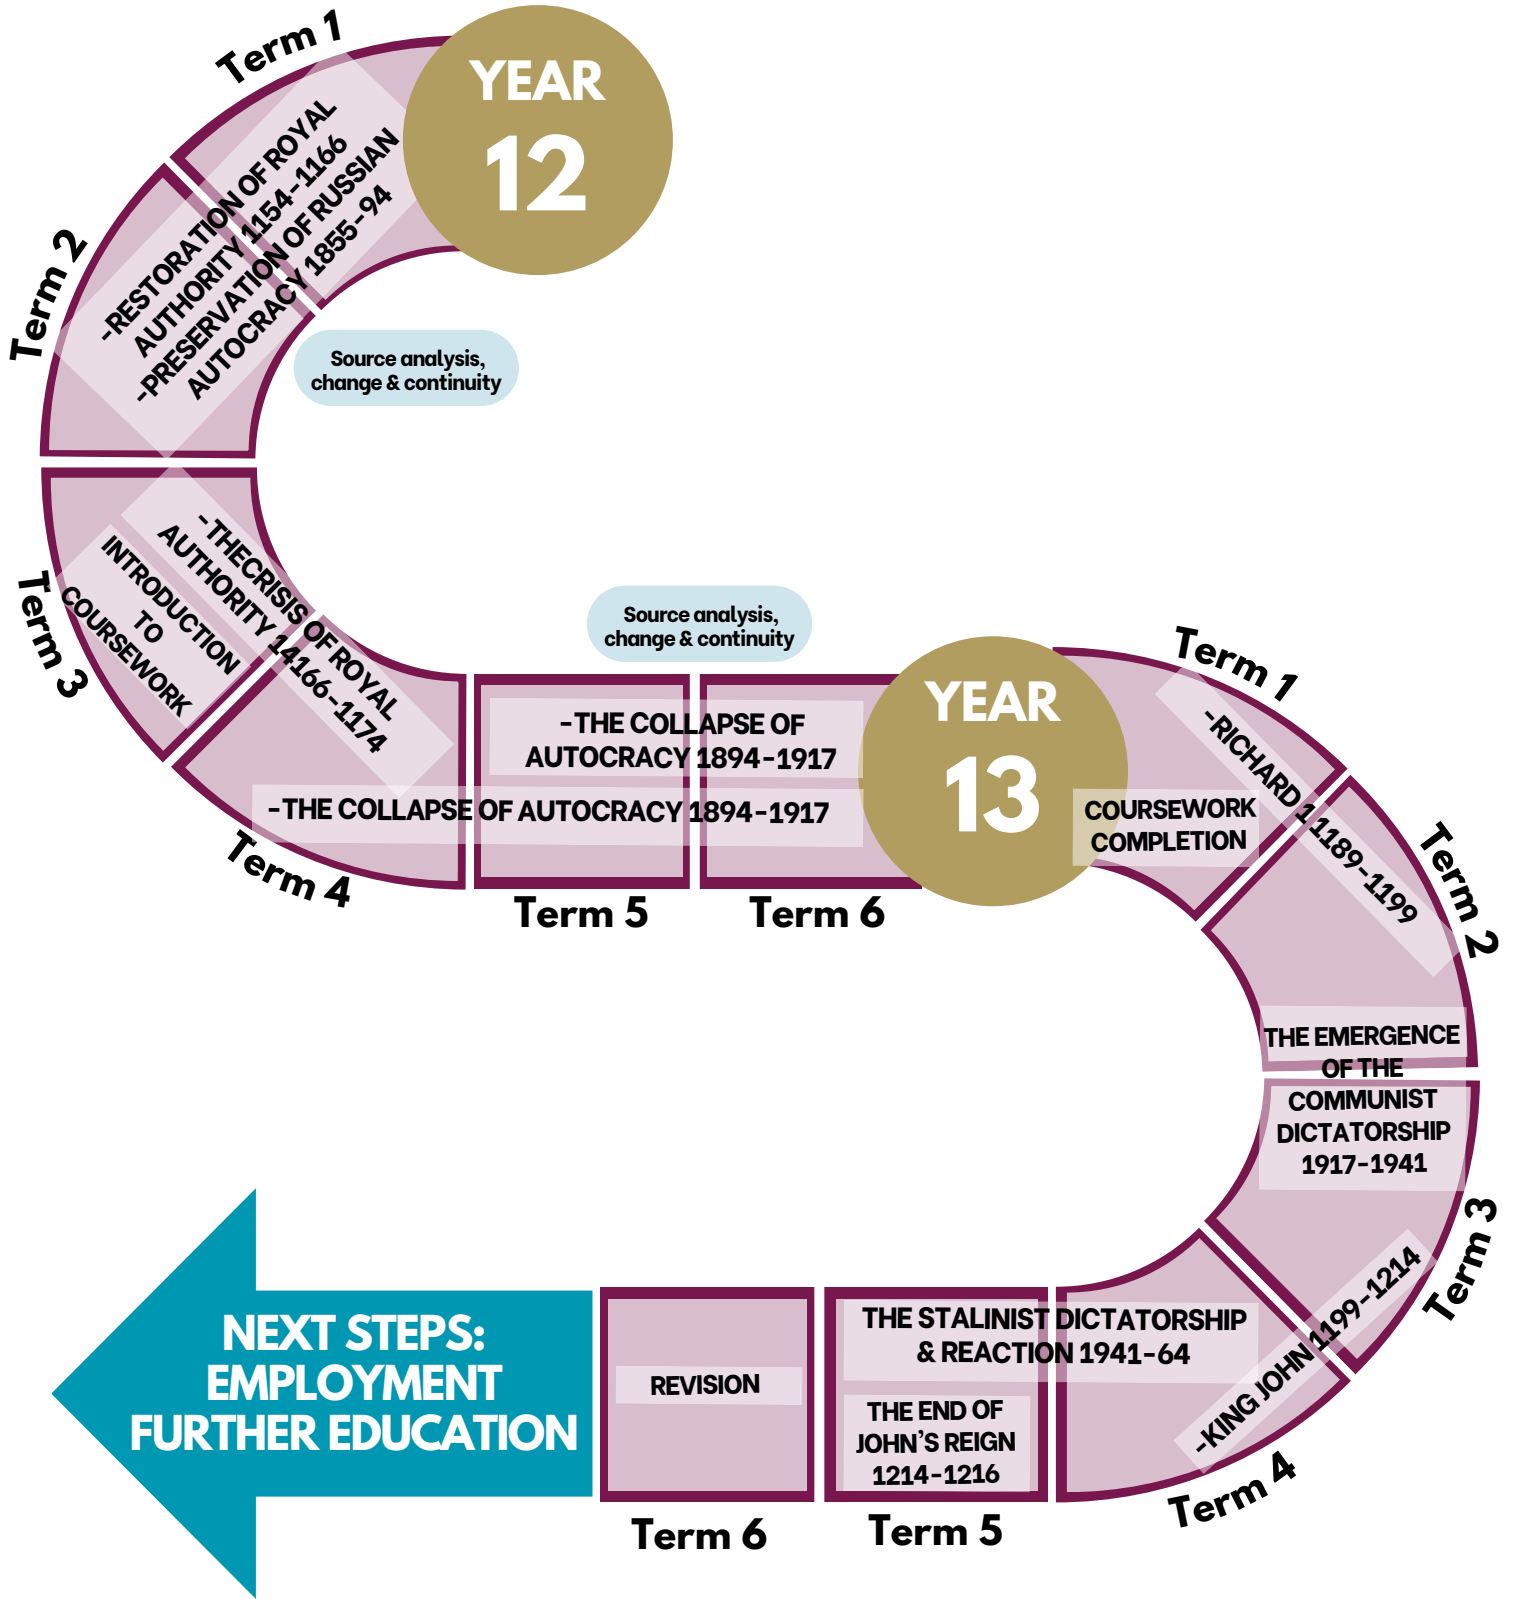 YEAR
12
Term 1
-RESTORATION OF ROYAL
AUTHORITY 1154-1166
-PRESERVATION OF RUSSIAN
AUTOCRACY 1855-94
Term 2
Source analysis,
change & continuity
-THECRISIS OF ROYAL
AUTHORITY 14166-1174
INTRODUCTION
TO
COURSEWORK
Term 3
Term 4
Source analysis,
change & continuity
-THE COLLAPSE OF
AUTOCRACY 1894-1917
-THE COLLAPSE OF AUTOCRACY 1894-1917
Term 5
Term 6
YEAR
13
Term 1
-RICHARD 1 1189-1199
COURSEWORK
COMPLETION
Term 2
THE EMERGENCE
OF THE
COMMUNIST
DICTATORSHIP
1917-1941
Term 3
-KING JOHN 1199-1214
Term 4
THE STALINIST DICTATORSHIP
& REACTION 1941-64
THE END OF
JOHN'S REIGN
1214-1216
Term 5
REVISION
Term 6
NEXT STEPS:
EMPLOYMENT
FURTHER EDUCATION